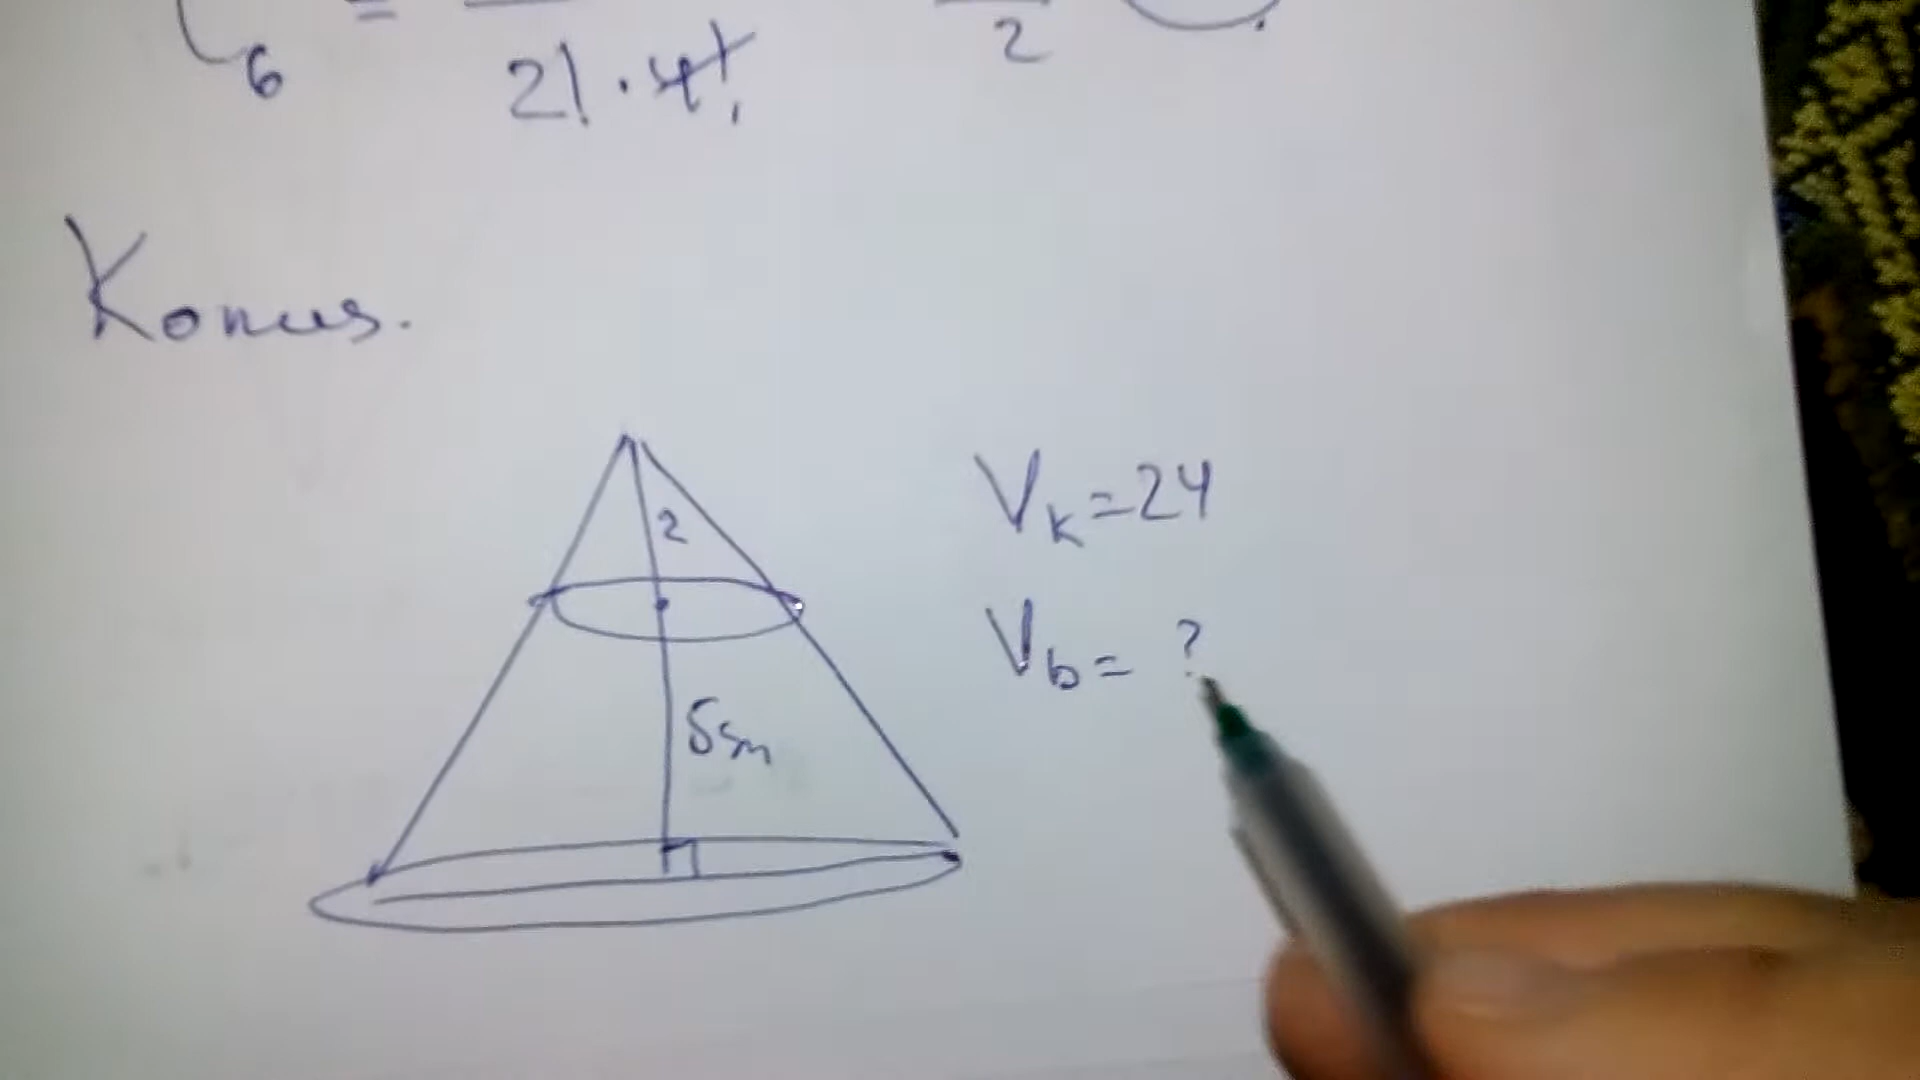 6 = 2! · 4! 2
Konus.
2
V_k = 24
V_b = ?
5sm